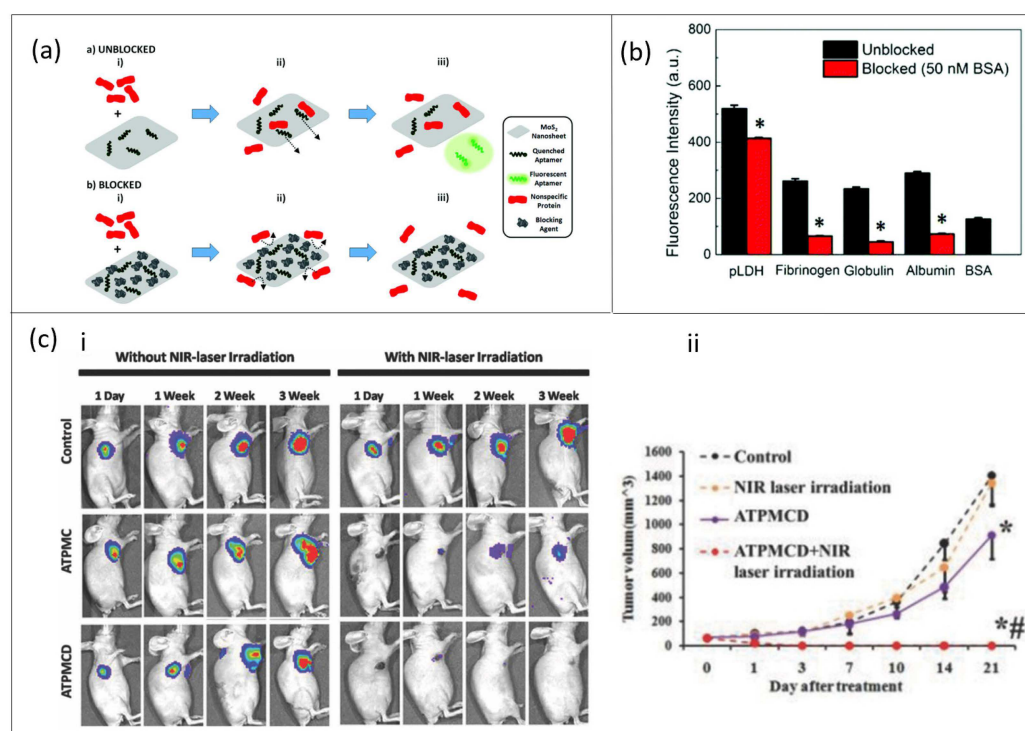 (a)
a) UNBLOCKED
i)
ii)
iii)
+
b) BLOCKED
i)
ii)
iii)
+
MoS₂
Nanosheet
Quenched
Aptamer
Fluorescent
Aptamer
Nonspecific
Protein
Blocking
Agent
(b)
Fluorescence Intensity (a.u.)
800
600
400
200
0
Unblocked
Blocked (50 nM BSA)
*
*
*
*
pLDH Fibrinogen Globulin Albumin BSA
(c) i
Without NIR-laser Irradiation
With NIR-laser Irradiation
1 Day 1 Week 2 Week 3 Week
1 Day 1 Week 2 Week 3 Week
Control
ATPMC
ATPMCD
ii
Tumor volum(mm^3)
1600
1400
1200
1000
800
600
400
200
0
Control
NIR laser irradiation
ATPMCD
ATPMCD+NIR
laser irradiation
*
*#
0 1 3 7 10 14 21
Day after treatment